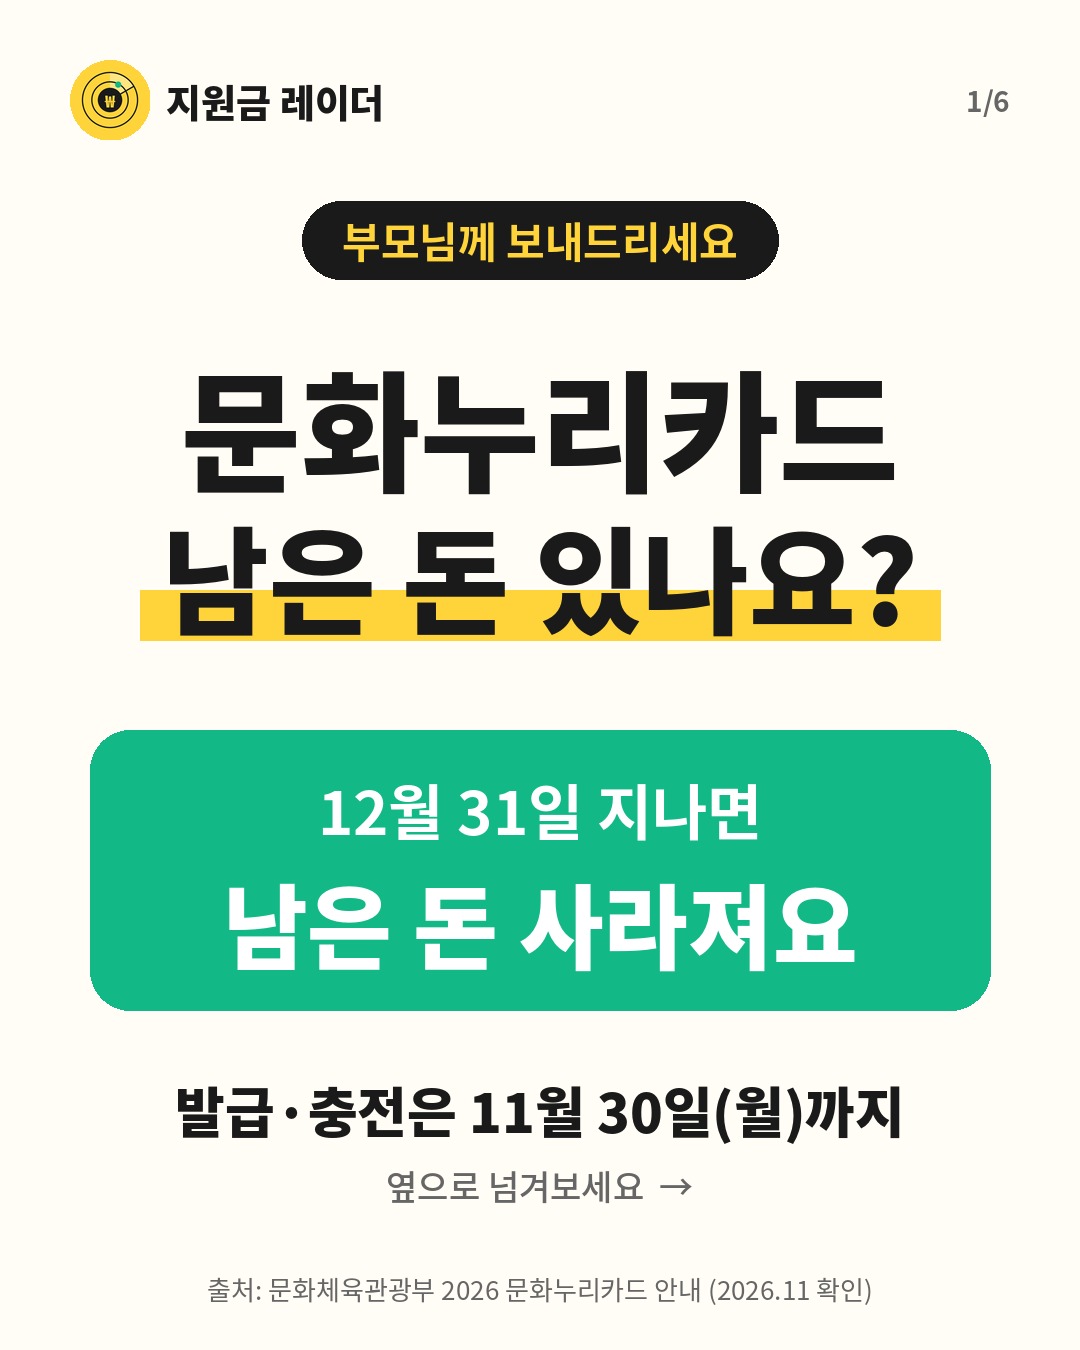 지원금 레이더
1/6
부모님께 보내드리세요
문화누리카드
남은 돈 있나요?
12월 31일 지나면
남은 돈 사라져요
발급·충전은 11월 30일(월)까지
옆으로 넘겨보세요 →
출처: 문화체육관광부 2026 문화누리카드 안내 (2026.11 확인)